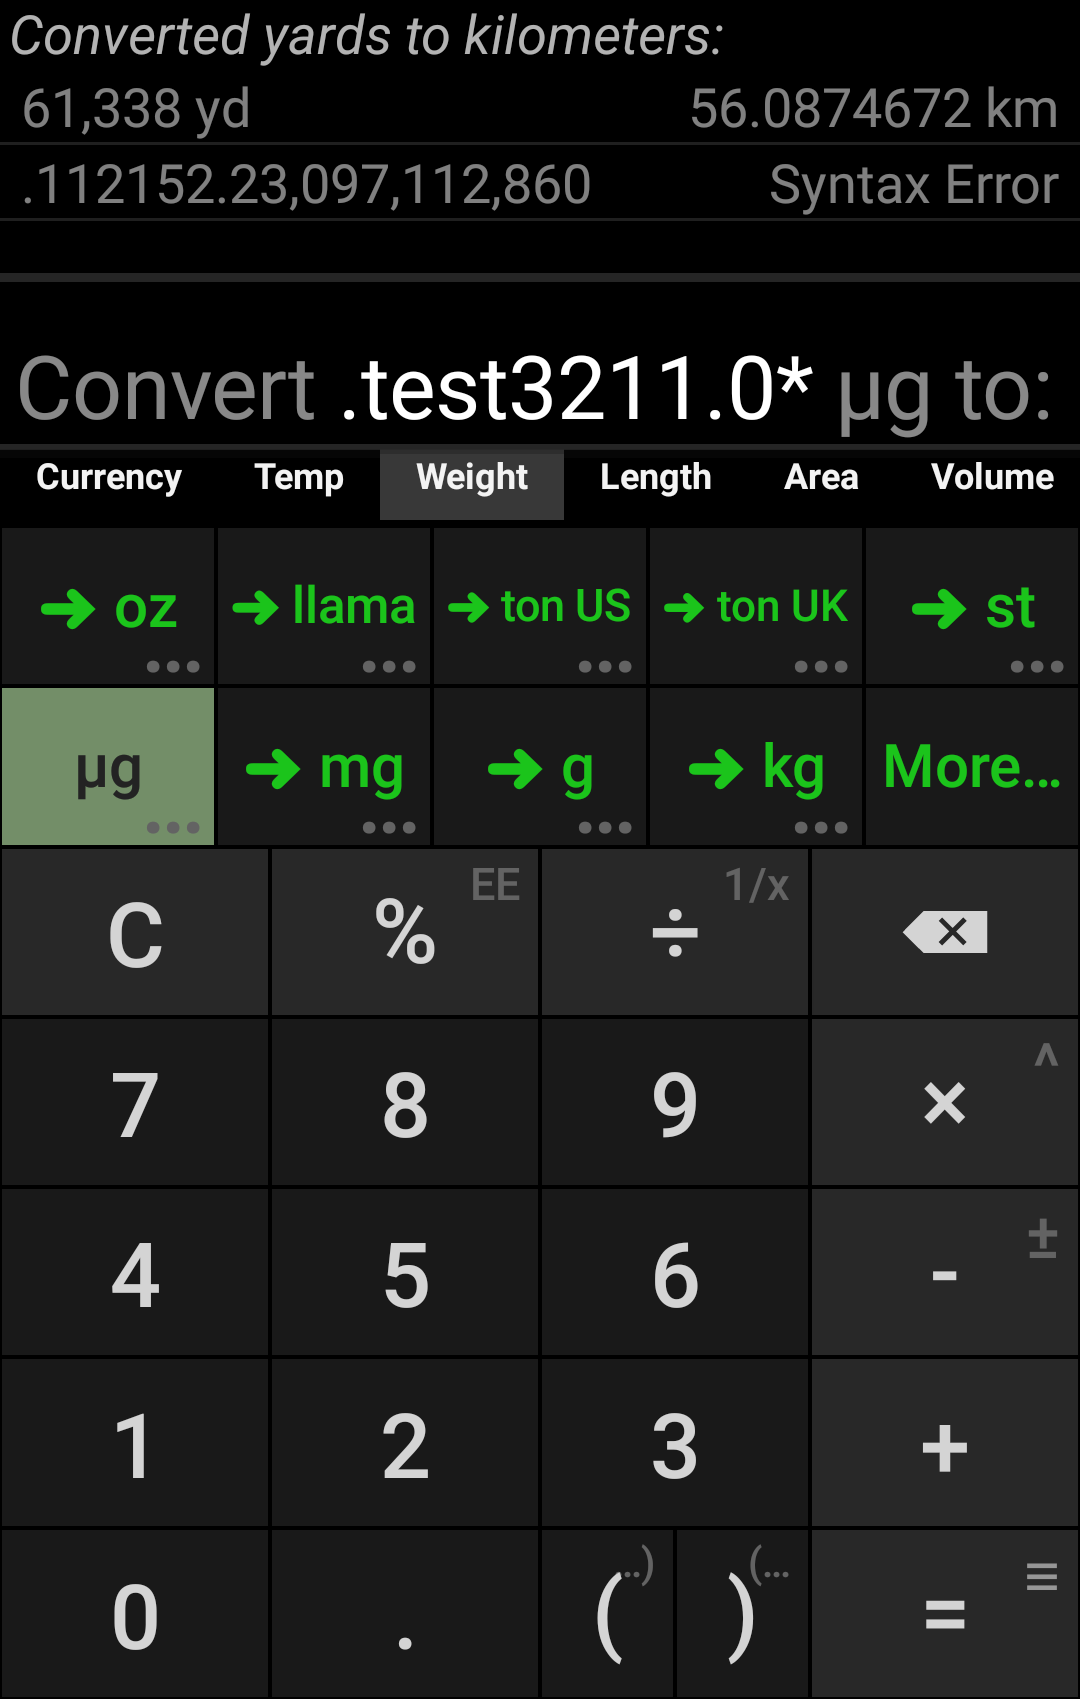 Converted yards to kilometers:
61,338 yd 56.0874672 km
.112152.23,097,112,860 Syntax Error
Convert .test3211.0* µg to:
Currency Temp Weight Length Area Volume
➔ oz ➔ llama ➔ ton US ➔ ton UK ➔ st
... ... ... ... ...
µg ➔ mg ➔ g ➔ kg More...
... ... ... ...
C % EE ÷ 1/x
7 8 9 × ^
4 5 6 - ±
1 2 3 +
0 . ( ..) ) (... = ≡